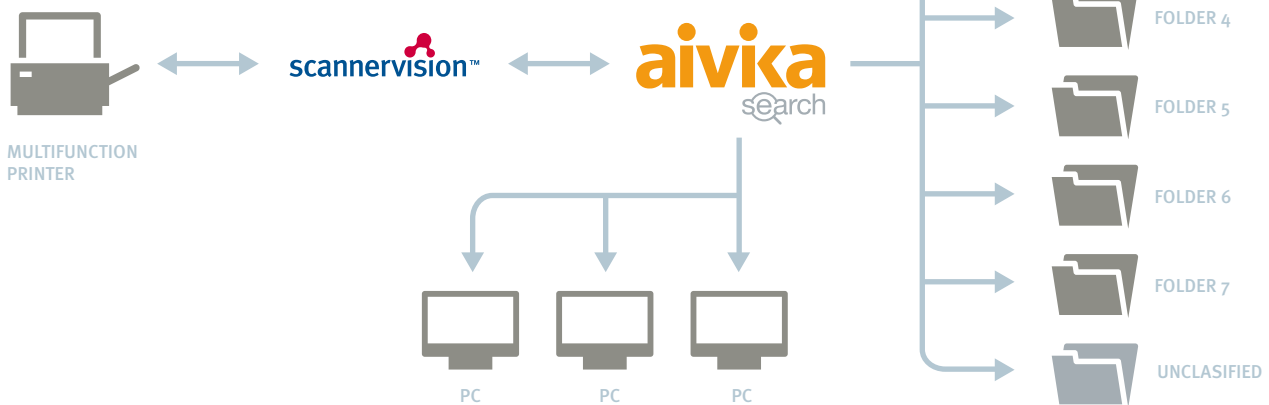 FOLDER 4
scannervision™
aivika
search
FOLDER 5
MULTIFUNCTION
PRINTER
FOLDER 6
FOLDER 7
UNCLASIFIED
PC
PC
PC